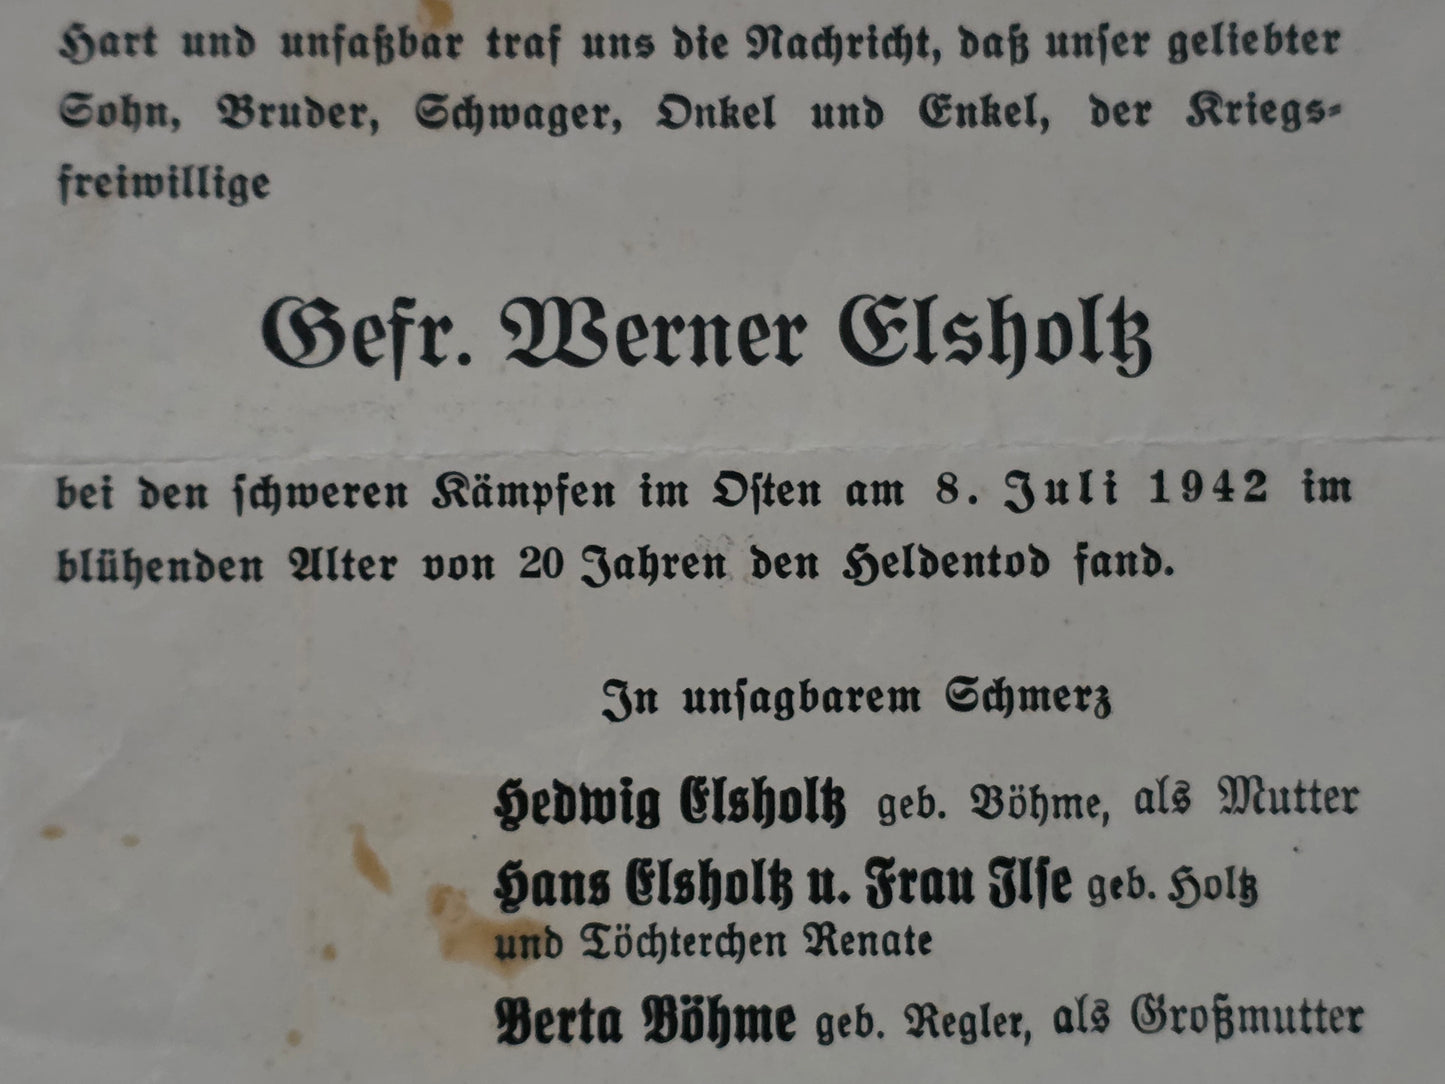 Hart und unfaßbar traf uns die Nachricht, daß unser geliebter
Sohn, Bruder, Schwager, Onkel und Enkel, der Kriegs-
freiwillige
Gefr. Werner Elsholtz
bei den schweren Kämpfen im Osten am 8. Juli 1942 im
blühenden Alter von 20 Jahren den Heldentod fand.
In unsagbarem Schmerz
Hedwig Elsholtz geb. Böhme, als Mutter
Hans Elsholtz u. Frau Ilse geb. Holtz
und Töchterchen Renate
Berta Böhme geb. Regler, als Großmutter